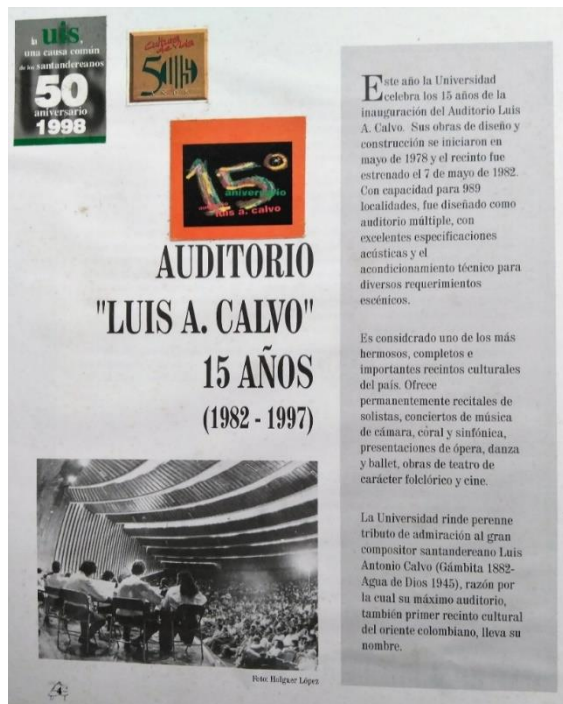 la uis,
una causa común
de los santandereanos
50
aniversario
1998
cultura
de vida
50
15°
aniversario
luis a. calvo
AUDITORIO
"LUIS A. CALVO"
15 AÑOS
(1982 - 1997)
Foto: Holguer López
Este año la Universidad
celebra los 15 años de la
inauguración del Auditorio Luis
A. Calvo. Sus obras de diseño y
construcción se iniciaron en
mayo de 1978 y el recinto fue
estrenado el 7 de mayo de 1982.
Con capacidad para 989
localidades, fue diseñado como
auditorio múltiple, con
excelentes especificaciones
acústicas y el
acondicionamiento técnico para
diversos requerimientos
escénicos.
Es considerado uno de los más
hermosos, completos e
importantes recintos culturales
del país. Ofrece
permanentemente recitales de
solistas, conciertos de música
de cámara, coral y sinfónica,
presentaciones de ópera, danza
y ballet, obras de teatro de
carácter folclórico y cine.
La Universidad rinde perenne
tributo de admiración al gran
compositor santandereano Luis
Antonio Calvo (Gámbita 1882-
Agua de Dios 1945), razón por
la cual su máximo auditorio,
también primer recinto cultural
del oriente colombiano, lleva su
nombre.
4